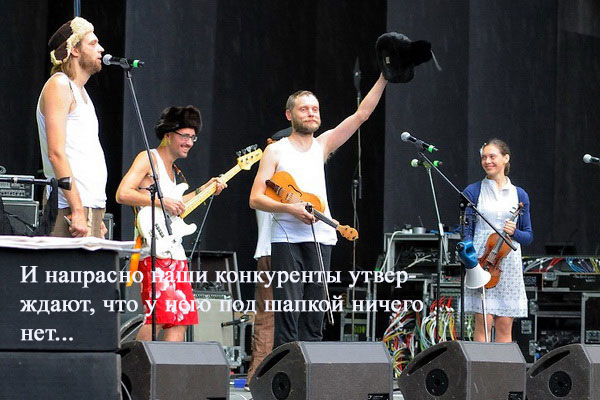 И напрасно наши конкуренты утвер-
ждают, что у него под шапкой ничего
нет...